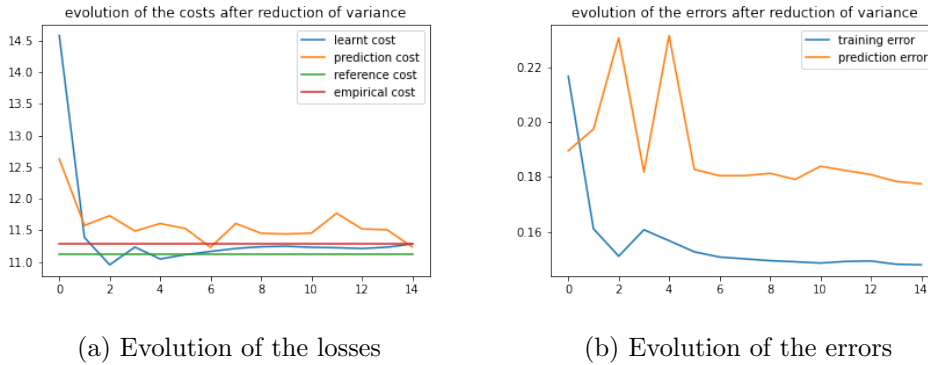 evolution of the costs after reduction of variance
14.5
14.0
13.5
13.0
12.5
12.0
11.5
11.0
0 2 4 6 8 10 12 14
learnt cost
prediction cost
reference cost
empirical cost
(a) Evolution of the losses
evolution of the errors after reduction of variance
0.22
0.20
0.18
0.16
0 2 4 6 8 10 12 14
training error
prediction error
(b) Evolution of the errors